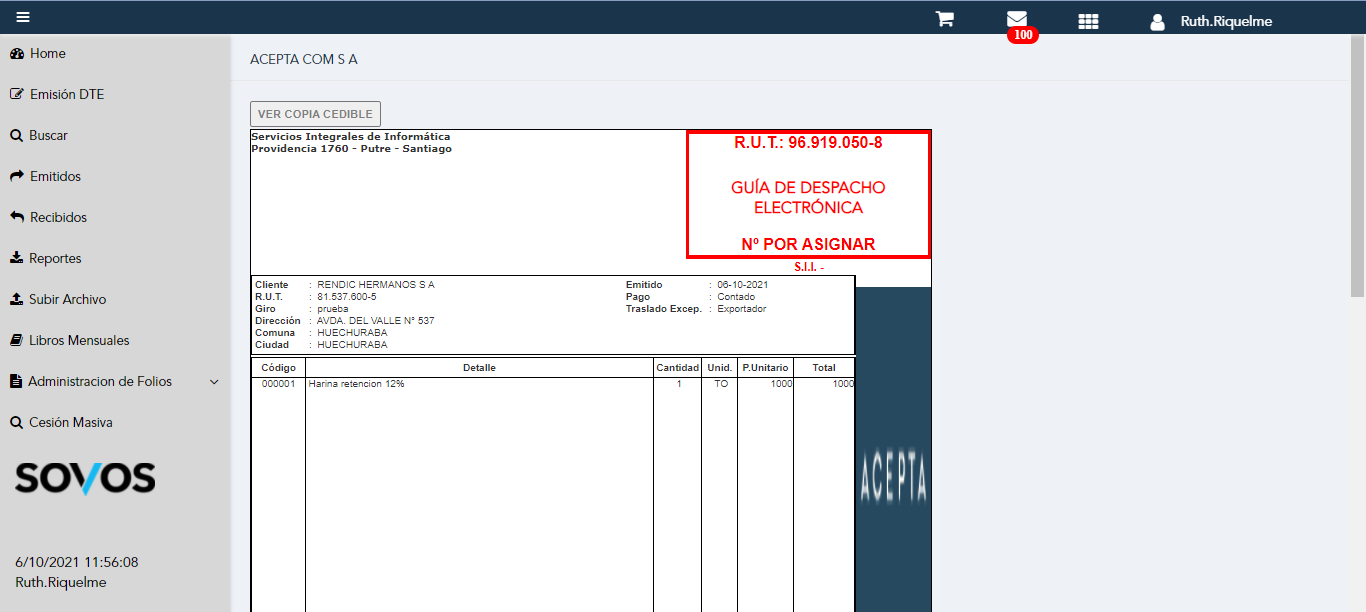 Ruth.Riquelme
100
Home
Emisión DTE
Buscar
Emitidos
Recibidos
Reportes
Subir Archivo
Libros Mensuales
Administracion de Folios
Cesión Masiva
SOVOS
6/10/2021 11:56:08
Ruth.Riquelme
ACEPTA COM S A
VER COPIA CEDIBLE
Servicios Integrales de Informática
Providencia 1760 - Putre - Santiago
R.U.T.: 96.919.050-8
GUÍA DE DESPACHO
ELECTRÓNICA
Nº POR ASIGNAR
S.I.I. -
Cliente : RENDIC HERMANOS S A Emitido : 06-10-2021
R.U.T. : 81.537.600-5 Pago : Contado
Giro : prueba Traslado Excep. : Exportador
Dirección : AVDA. DEL VALLE N° 537
Comuna : HUECHURABA
Ciudad : HUECHURABA
Código Detalle Cantidad Unid. P.Unitario Total
000001 Harina retencion 12% 1 TO 1000 1000
ACEPTA